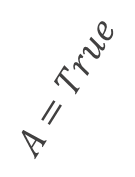 A = True